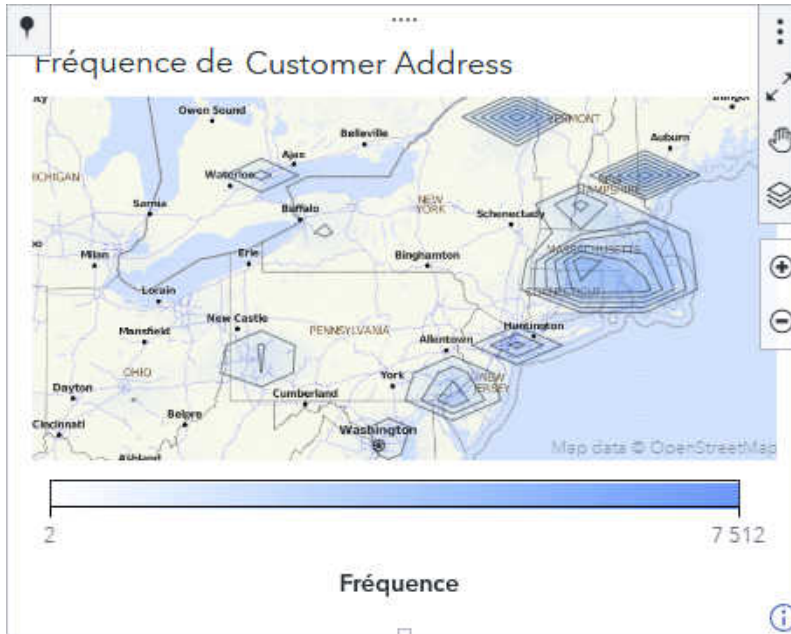 Fréquence de Customer Address
Owen Sound
Belleville
VERMONT
Auburn
Ajax
MICHIGAN
Waterloo
NEW HAMPSHIRE
Sarnia
Buffalo
NEW YORK
Schenectady
Milan
Erie
Binghamton
MASSACHUSETTS
Lorain
CONNECTICUT
New Castle
Huntington
Mansfield
PENNSYLVANIA
Allentown
OHIO
York
NEW JERSEY
Dayton
Cumberland
Belpre
Cincinnati
Washington
Ashland
Map data © OpenStreetMap
2
7 512
Fréquence